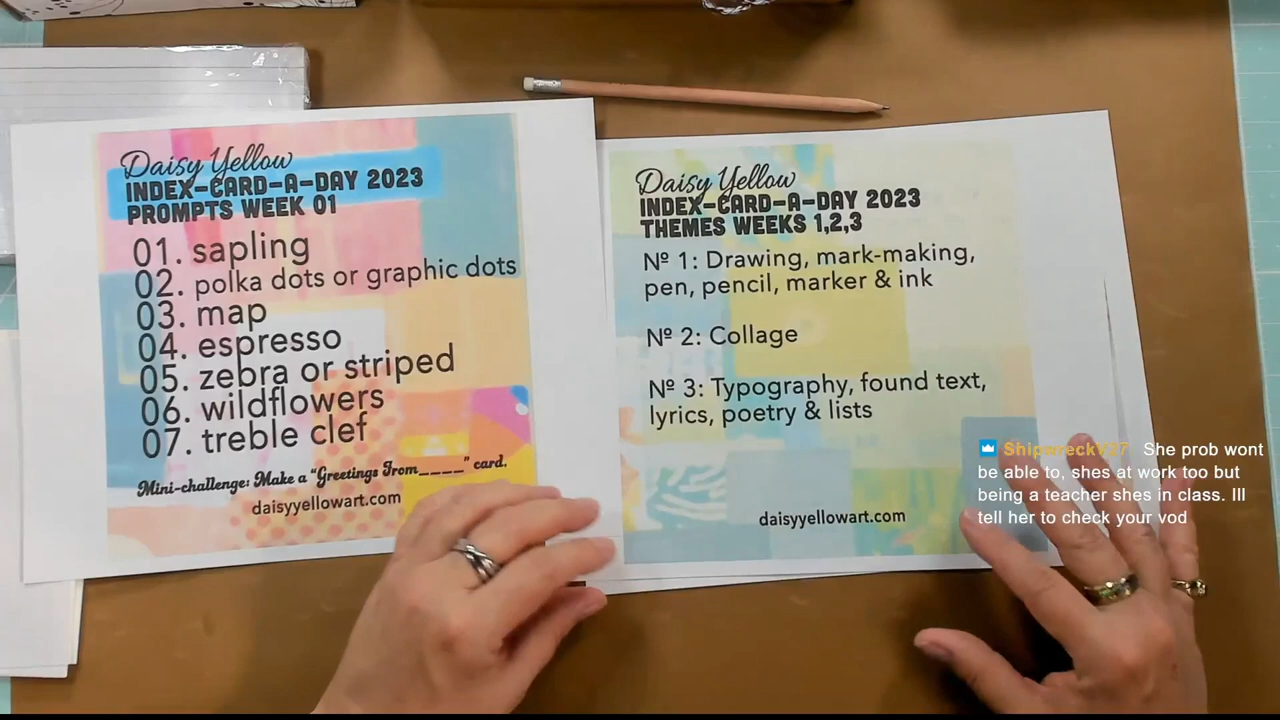 Daisy Yellow
INDEX-CARD-A-DAY 2023
PROMPTS WEEK 01
01. sapling
02. polka dots or graphic dots
03. map
04. espresso
05. zebra or striped
06. wildflowers
07. treble clef
Mini-challenge: Make a "Greetings From____" card.
daisyyellowart.com
Daisy Yellow
INDEX-CARD-A-DAY 2023
THEMES WEEKS 1,2,3
Nº 1: Drawing, mark-making,
pen, pencil, marker & ink
Nº 2: Collage
Nº 3: Typography, found text,
lyrics, poetry & lists
daisyyellowart.com
ShipwreckV27 She prob wont
be able to, shes at work too but
being a teacher shes in class. Ill
tell her to check your vod